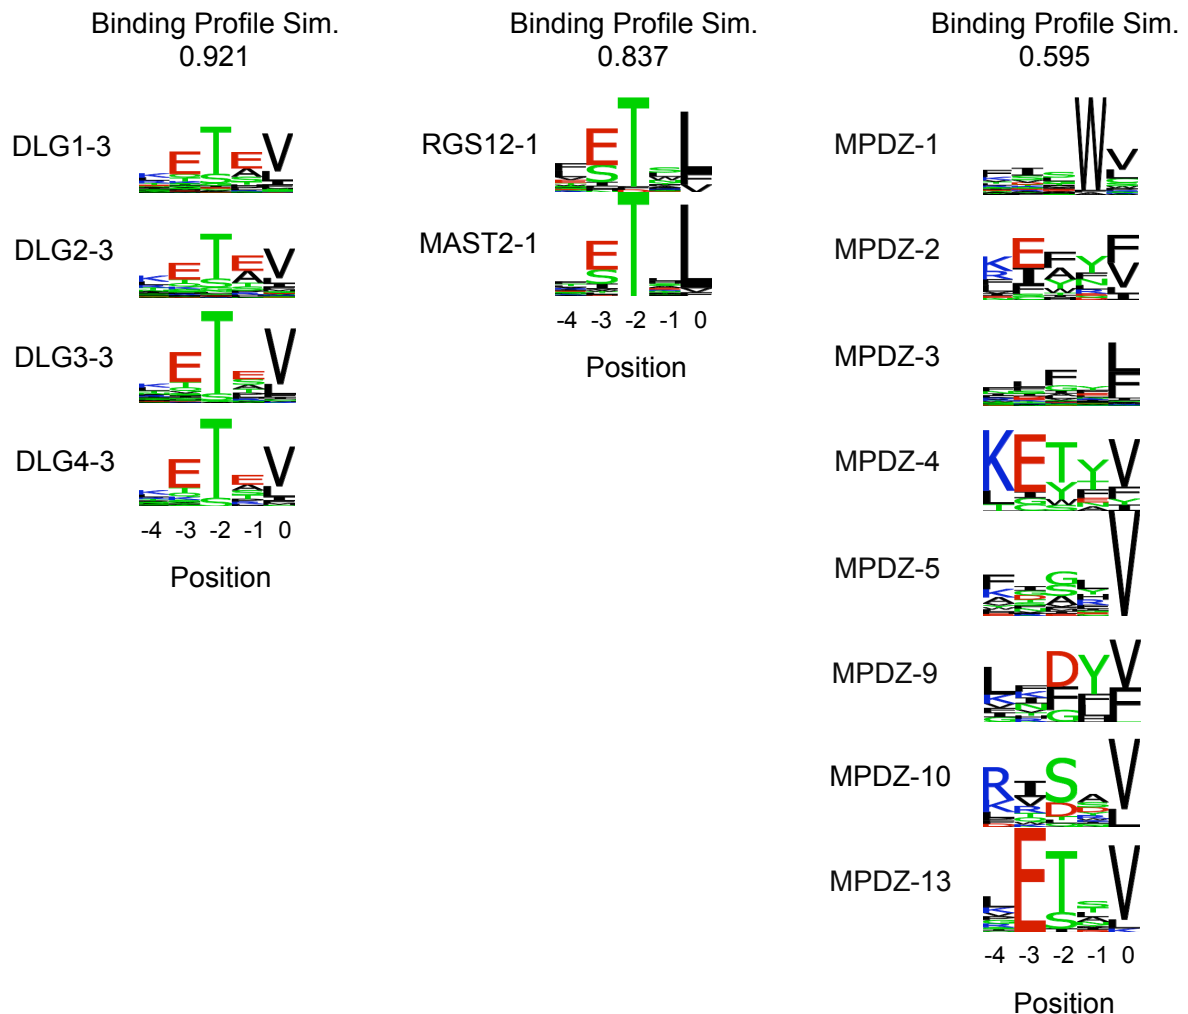 Binding Profile Sim.
0.921
DLG1-3
DLG2-3
DLG3-3
DLG4-3
-4 -3 -2 -1 0
Position
Binding Profile Sim.
0.837
RGS12-1
MAST2-1
-4 -3 -2 -1 0
Position
Binding Profile Sim.
0.595
MPDZ-1
MPDZ-2
MPDZ-3
MPDZ-4
MPDZ-5
MPDZ-9
MPDZ-10
MPDZ-13
-4 -3 -2 -1 0
Position